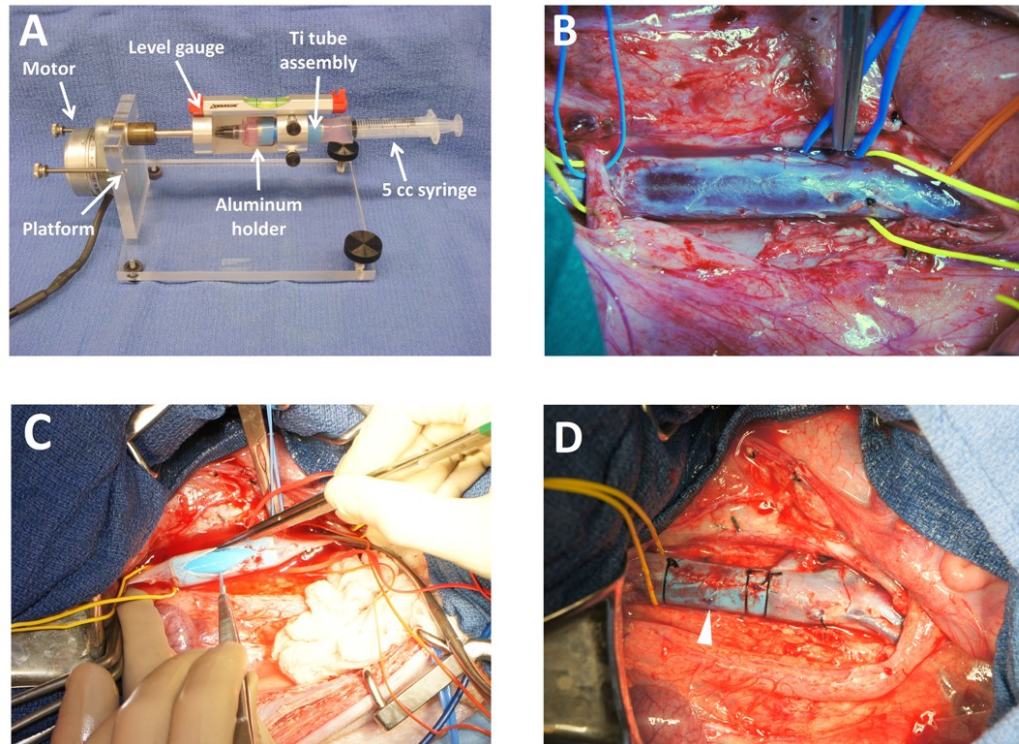 A
Level gauge
Ti tube
assembly
Motor
Platform
Aluminum
holder
5 cc syringe
B
C
D